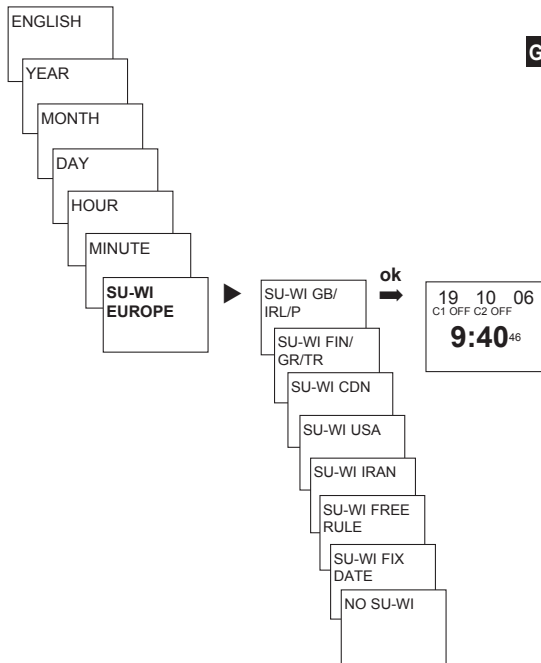 ENGLISH
G
YEAR
MONTH
DAY
HOUR
MINUTE
SU-WI
EUROPE
SU-WI GB/
IRL/P
ok
19 10 06
C1 OFF C2 OFF
9:40 46
SU-WI FIN/
GR/TR
SU-WI CDN
SU-WI USA
SU-WI IRAN
SU-WI FREE
RULE
SU-WI FIX
DATE
NO SU-WI